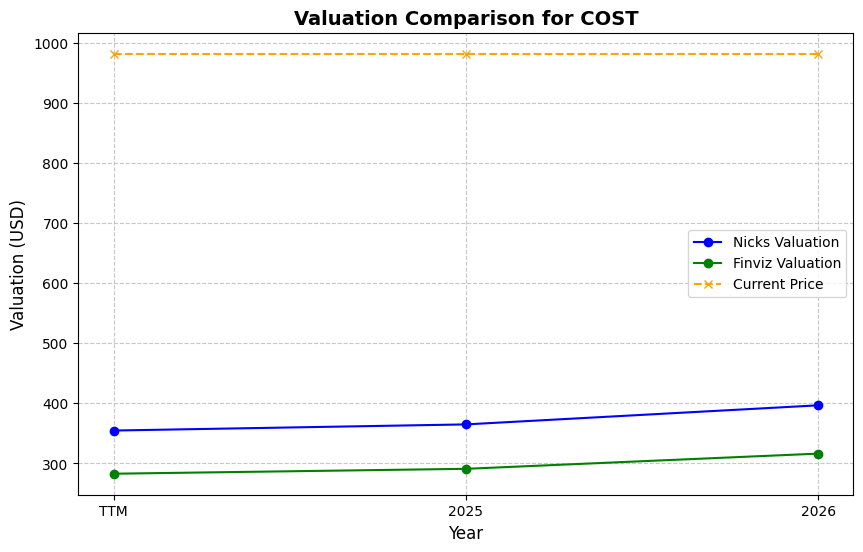 Valuation Comparison for COST
1000
900
800
700
600
500
400
300
Valuation (USD)
Nicks Valuation
Finviz Valuation
Current Price
TTM
2025
2026
Year